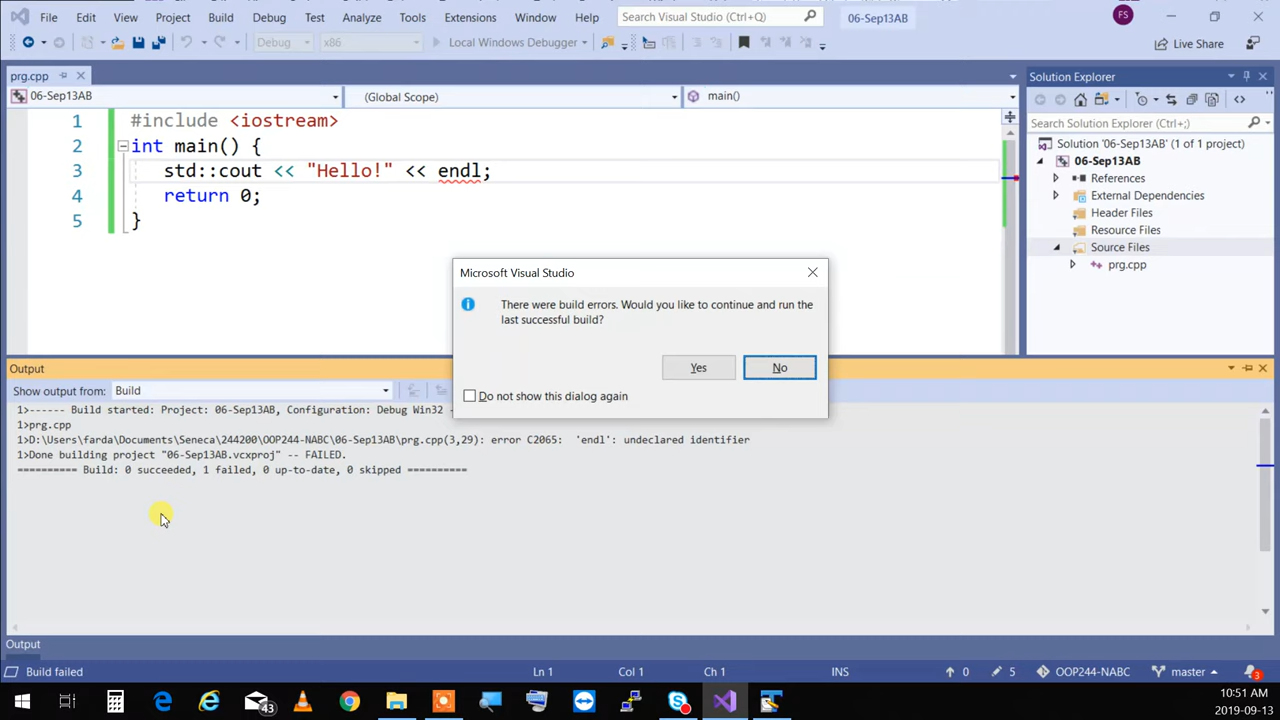 File Edit View Project Build Debug Test Analyze Tools Extensions Window Help Search Visual Studio (Ctrl+Q) 06-Sep13AB FS
Debug x86 Local Windows Debugger Live Share
prg.cpp
06-Sep13AB (Global Scope) main()
1 #include <iostream>
2 int main() {
3 std::cout << "Hello!" << endl;
4 return 0;
5 }
Solution Explorer
Search Solution Explorer (Ctrl+;)
Solution '06-Sep13AB' (1 of 1 project)
06-Sep13AB
References
External Dependencies
Header Files
Resource Files
Source Files
prg.cpp
Microsoft Visual Studio
There were build errors. Would you like to continue and run the
last successful build?
Yes No
Do not show this dialog again
Output
Show output from: Build
1>------ Build started: Project: 06-Sep13AB, Configuration: Debug Win32 -
1>prg.cpp
1>D:\Users\farda\Documents\Seneca\244200\OOP244-NABC\06-Sep13AB\prg.cpp(3,29): error C2065: 'endl': undeclared identifier
1>Done building project "06-Sep13AB.vcxproj" -- FAILED.
========== Build: 0 succeeded, 1 failed, 0 up-to-date, 0 skipped ==========
Output
Build failed Ln 1 Col 1 Ch 1 INS 0 5 OOP244-NABC master 3
43
10:51 AM
2019-09-13